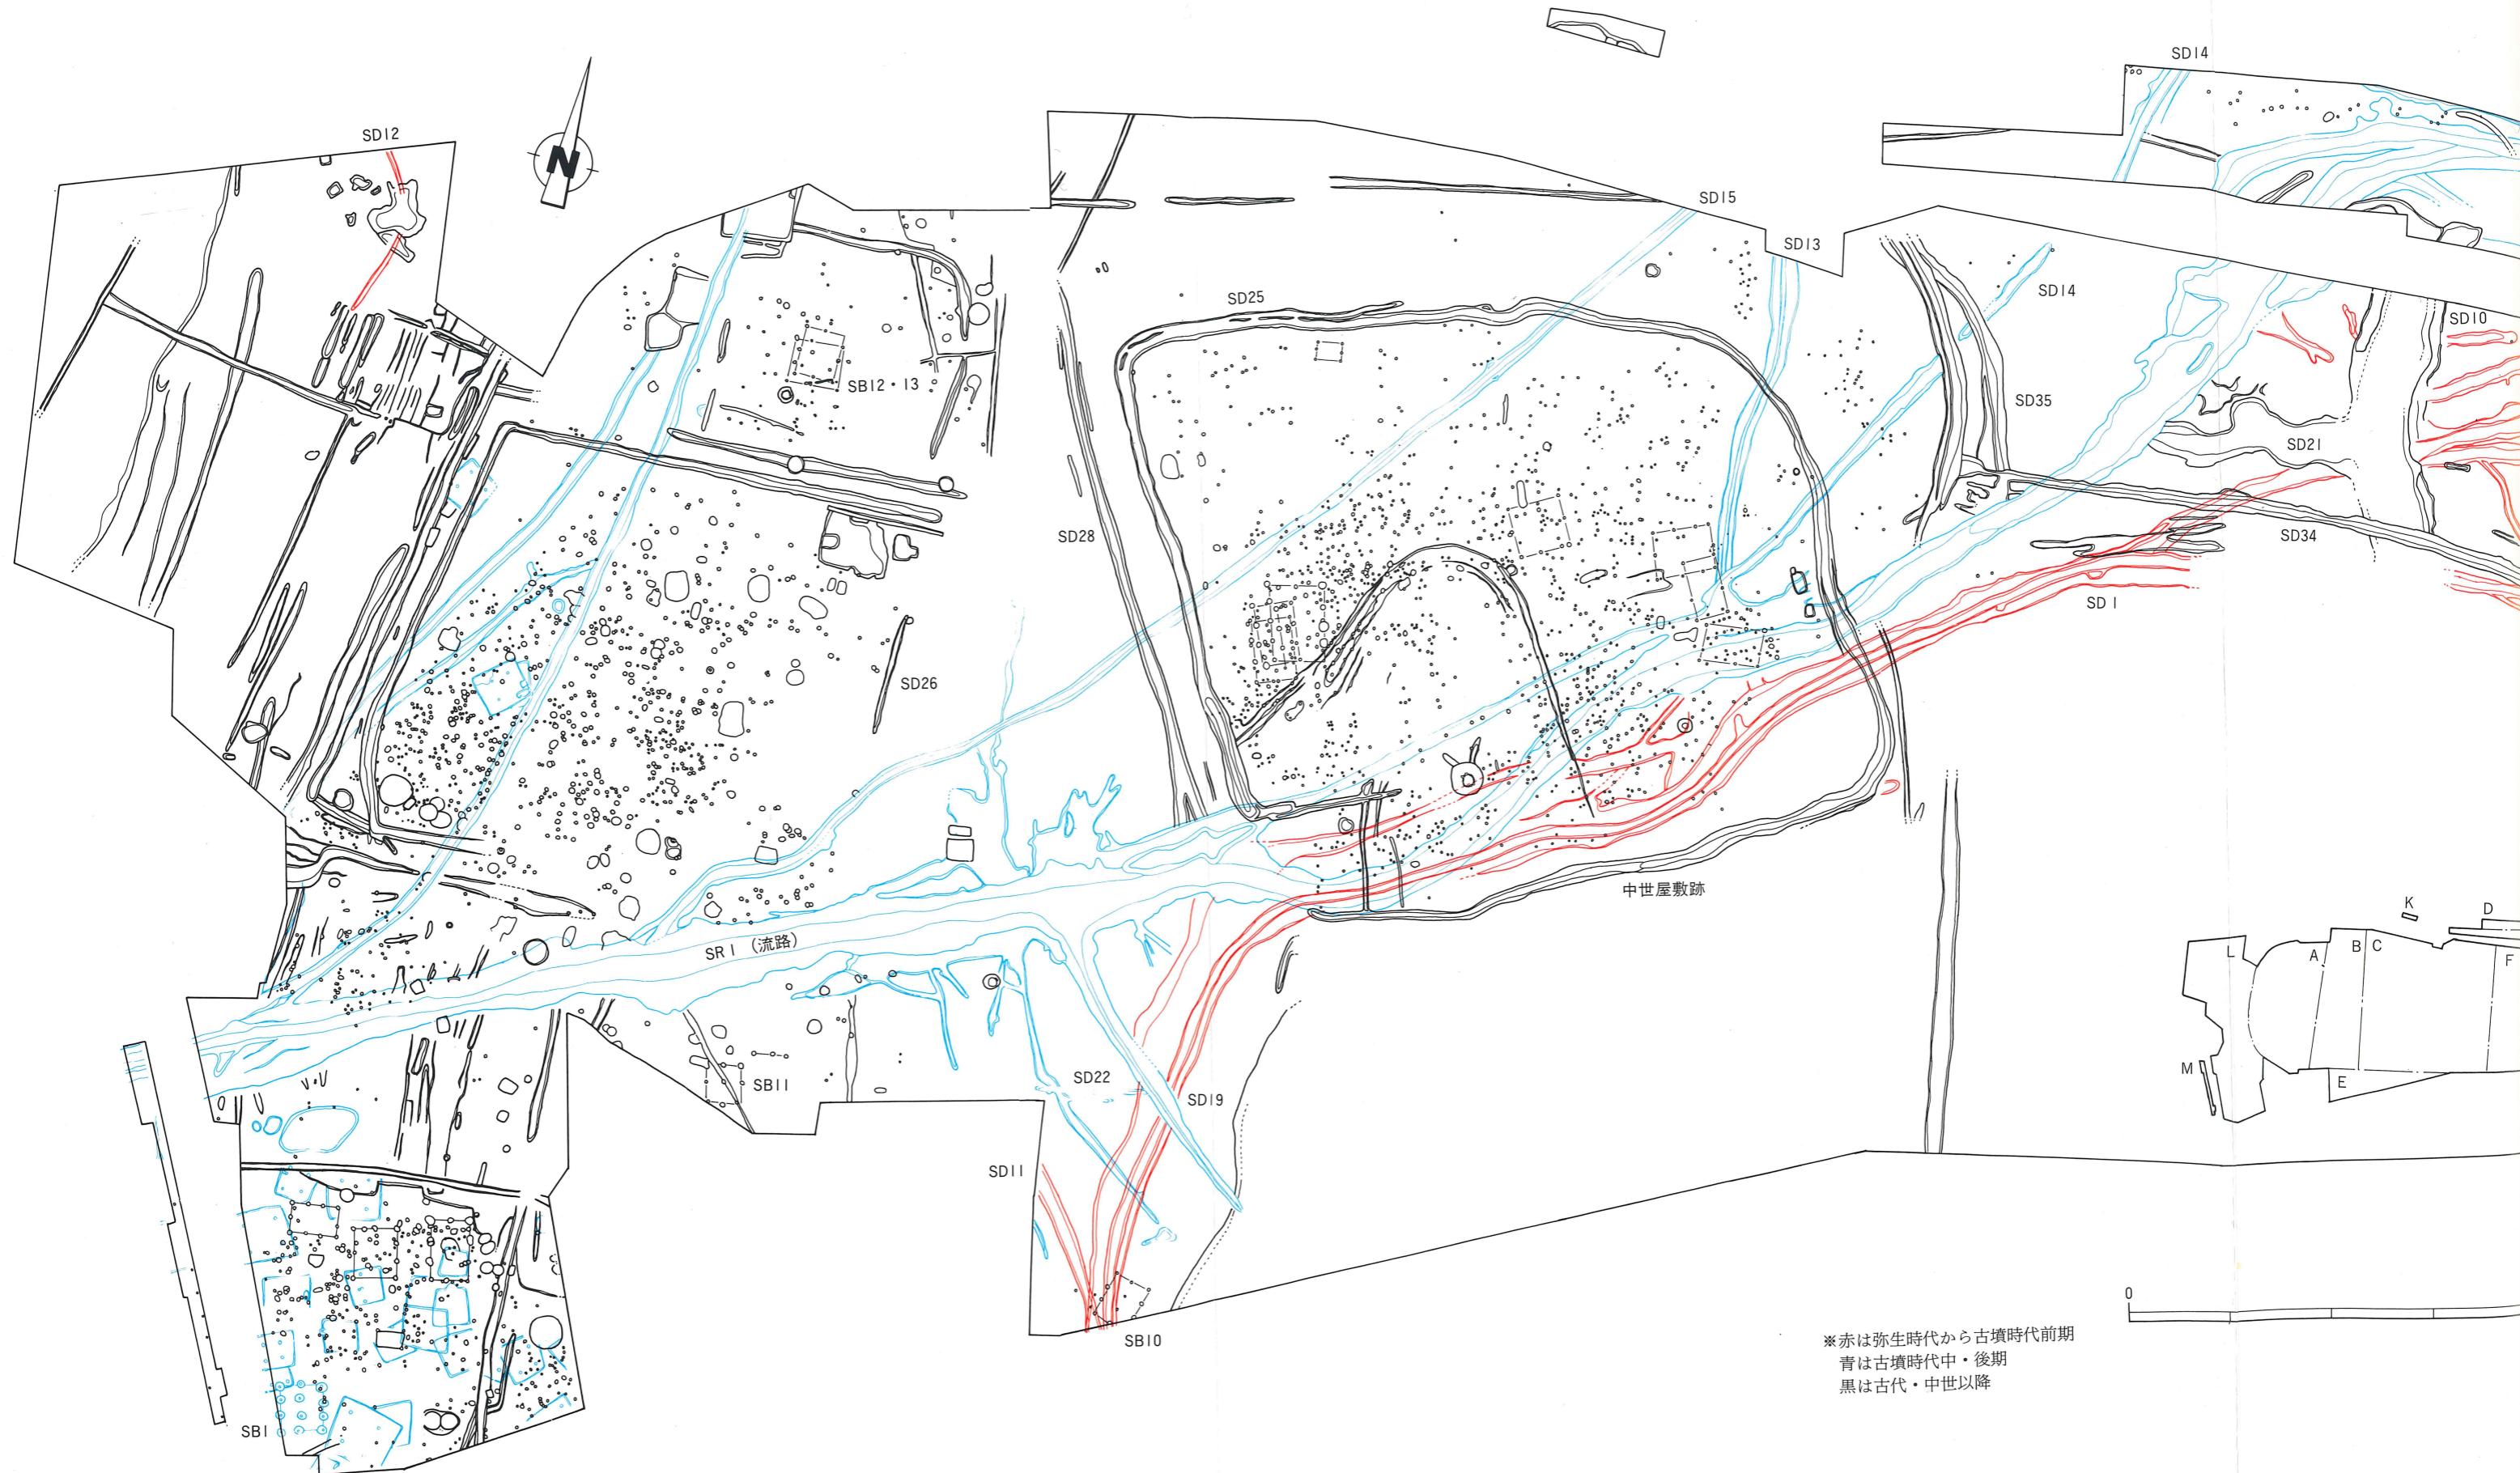 SD14
SD12
N
SD15
SD13
SD25
SD14
SD10
SB12・13
SD35
SD21
SD28
SD34
SD1
SD26
中世屋敷跡
K
D
L
A
B
C
F
SR1（流路）
M
E
SB11
SD22
SD19
SD11
0
SB10
※赤は弥生時代から古墳時代前期
青は古墳時代中・後期
黒は古代・中世以降
SB1